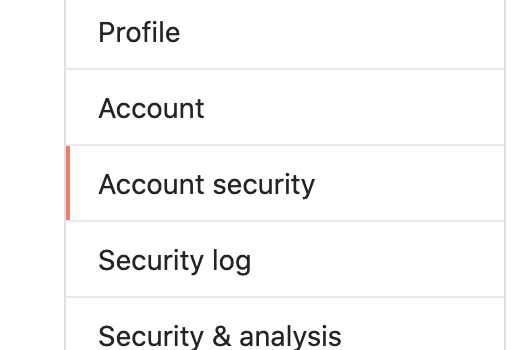 Profile
Account
Account security
Security log
Security & analysis